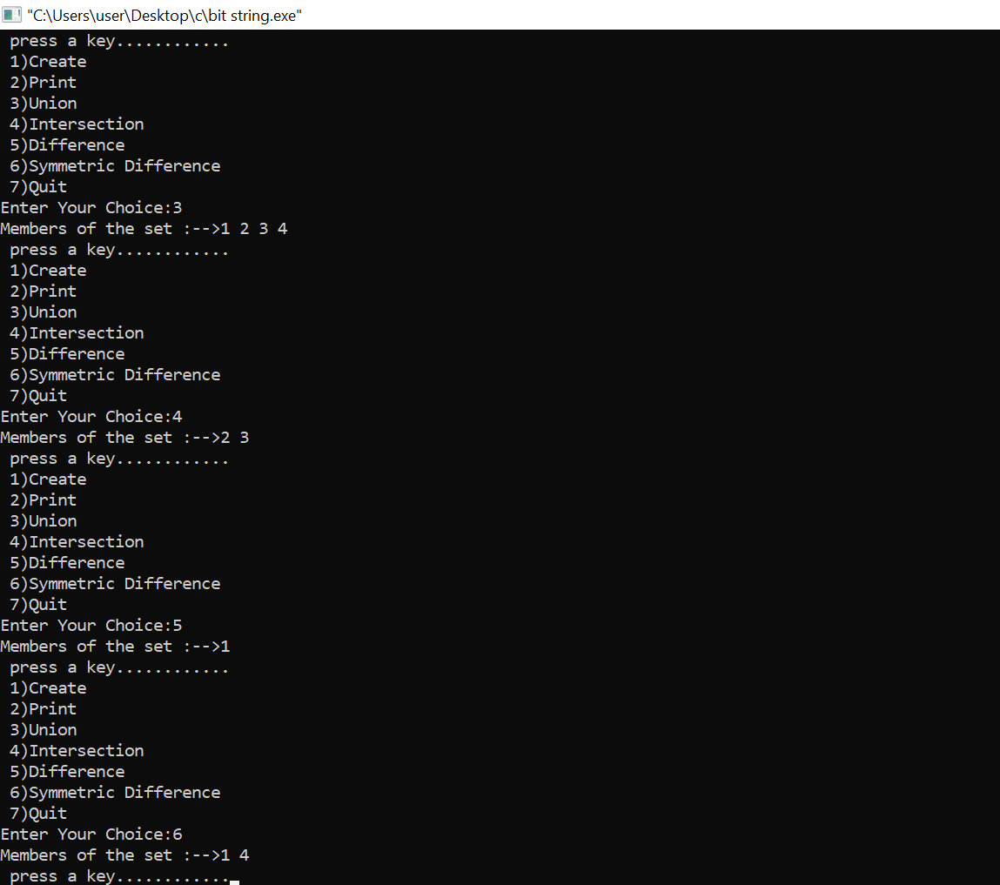 "C:\Users\user\Desktop\c\bit string.exe"
press a key............
1)Create
2)Print
3)Union
4)Intersection
5)Difference
6)Symmetric Difference
7)Quit
Enter Your Choice:3
Members of the set :-->1 2 3 4
press a key............
1)Create
2)Print
3)Union
4)Intersection
5)Difference
6)Symmetric Difference
7)Quit
Enter Your Choice:4
Members of the set :-->2 3
press a key............
1)Create
2)Print
3)Union
4)Intersection
5)Difference
6)Symmetric Difference
7)Quit
Enter Your Choice:5
Members of the set :-->1
press a key............
1)Create
2)Print
3)Union
4)Intersection
5)Difference
6)Symmetric Difference
7)Quit
Enter Your Choice:6
Members of the set :-->1 4
press a key............